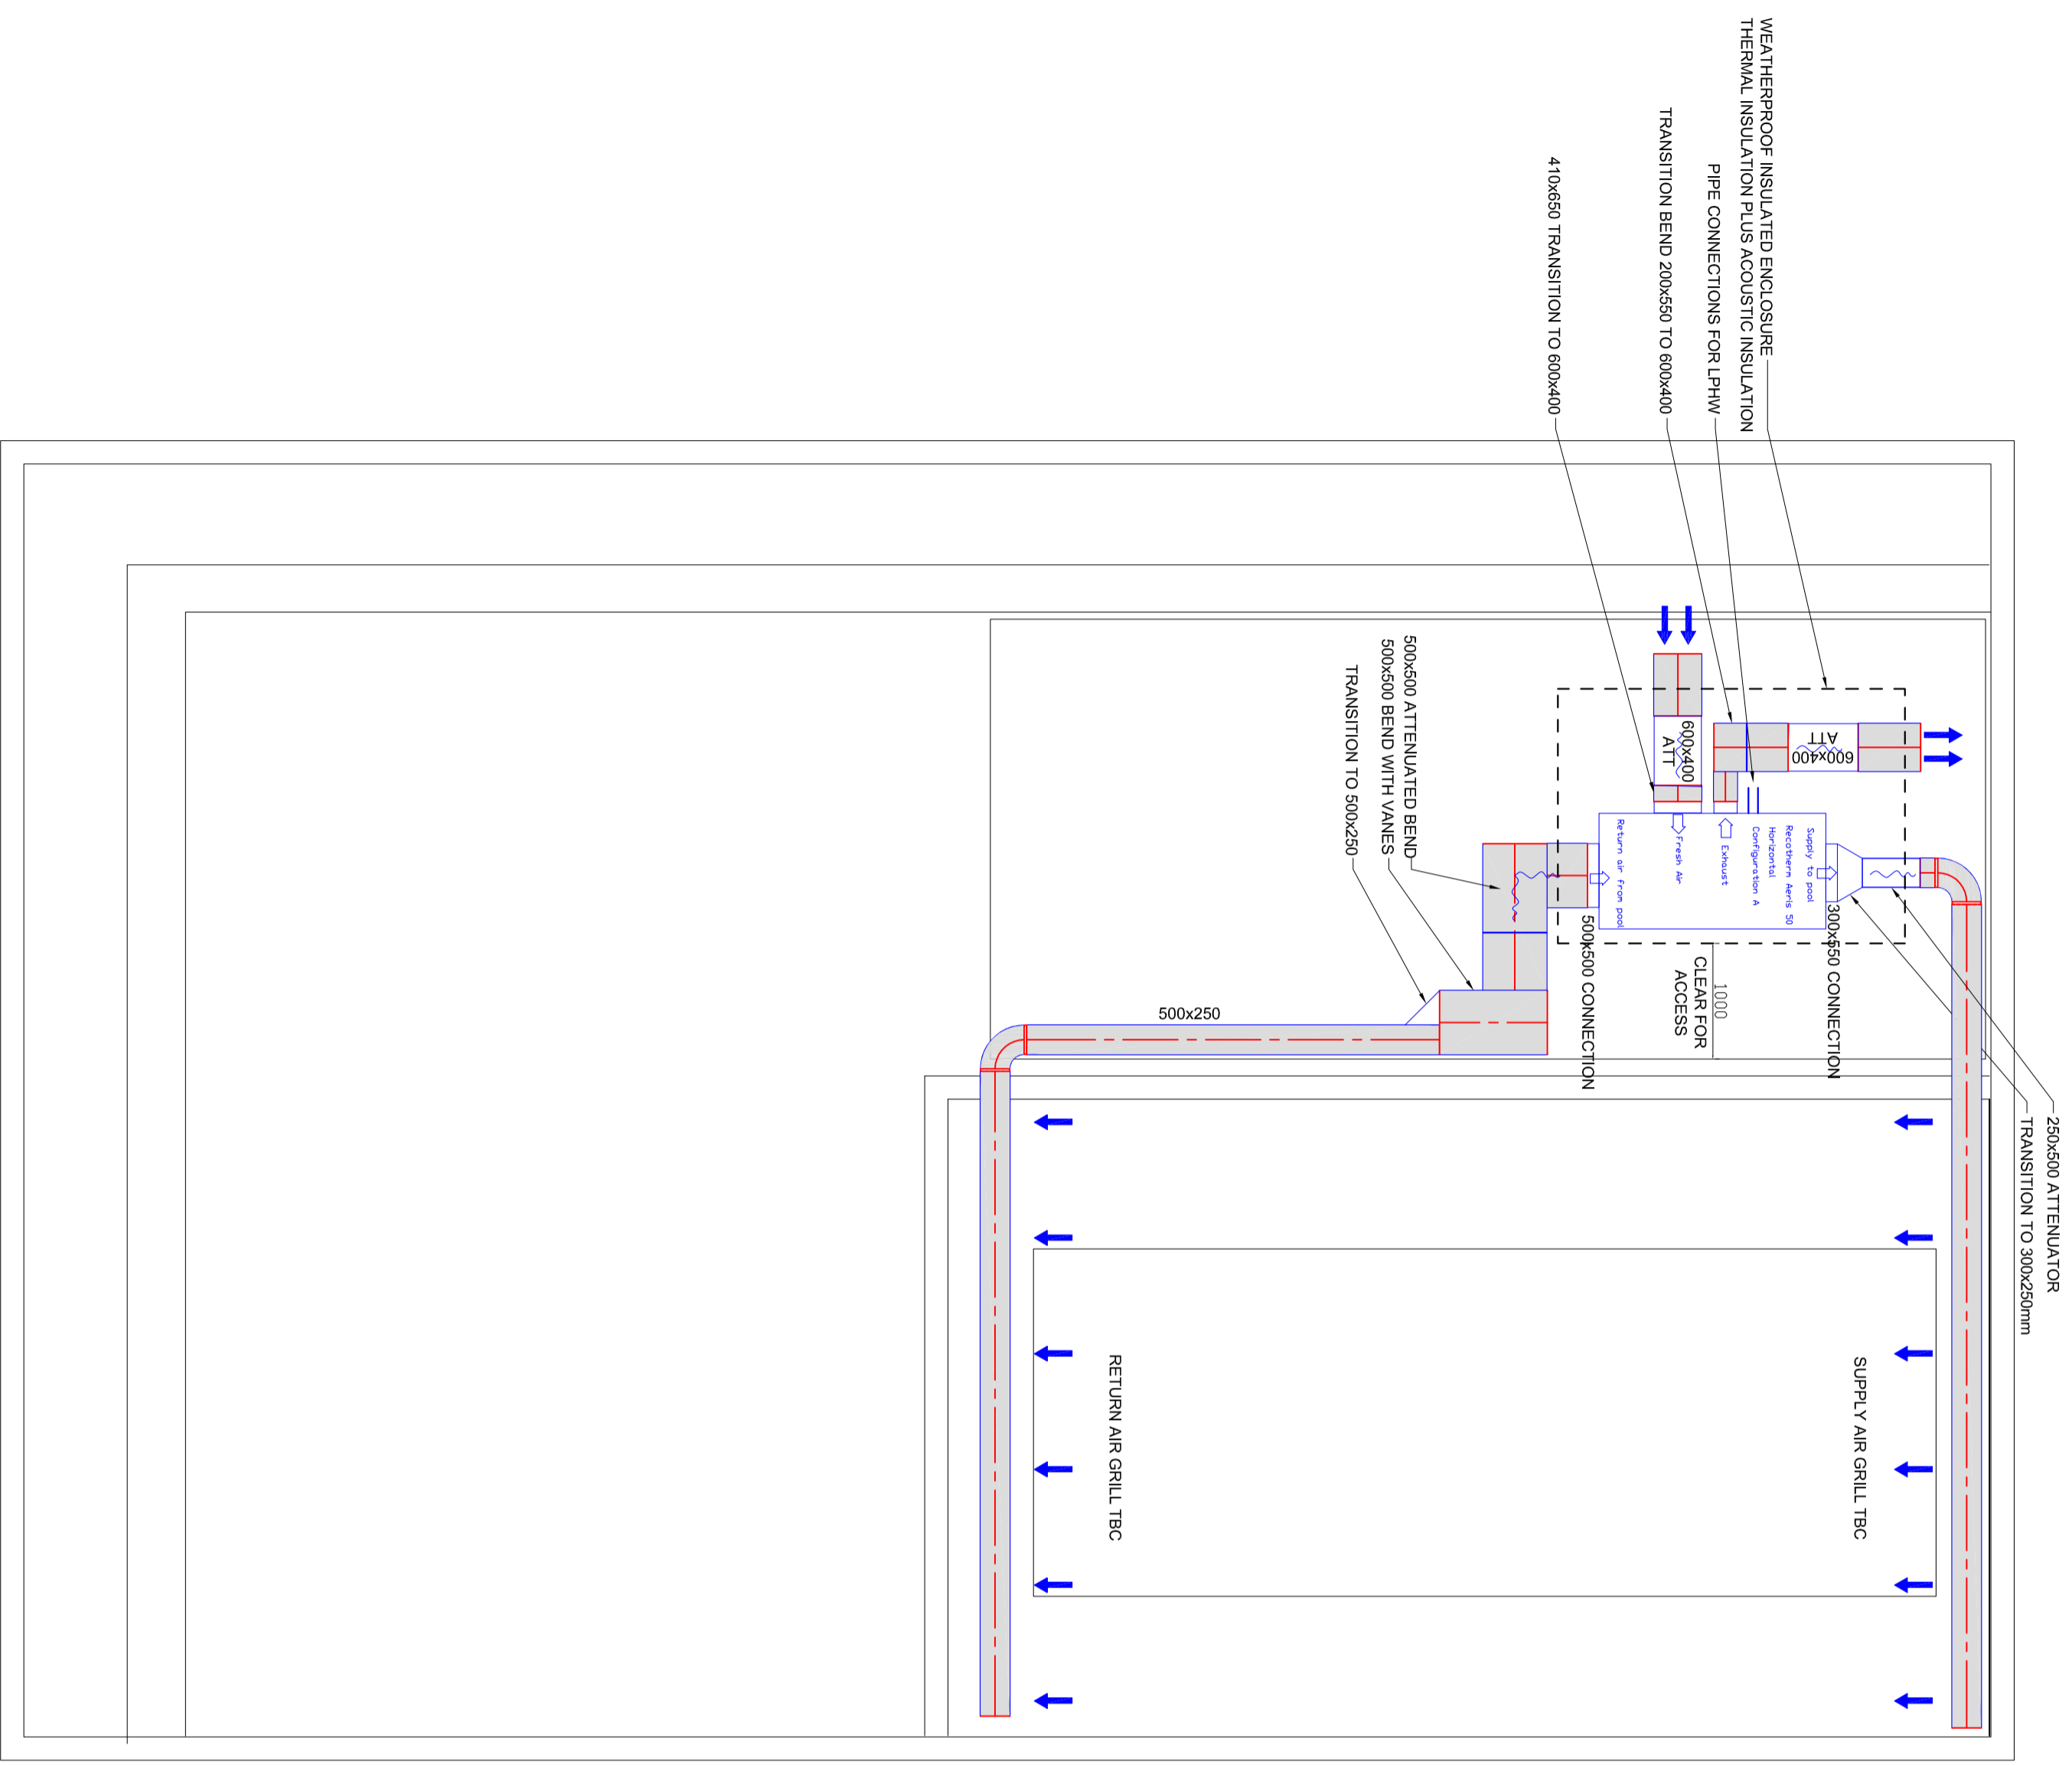 WEATHERPROOF INSULATED ENCLOSURE
THERMAL INSULATION PLUS ACOUSTIC INSULATION
PIPE CONNECTIONS FOR LPHW
TRANSITION BEND 200x550 TO 600x400
410x650 TRANSITION TO 600x400
600x400
ATT
600x400
ATT
Supply to pool
Recotherm Aeris 50
Horizontal
Configuration A
Exhaust
Fresh Air
Return air from pool
500x500 ATTENUATED BEND
500x500 BEND WITH VANES
TRANSITION TO 500x250
300x550 CONNECTION
1000
CLEAR FOR
ACCESS
500x500 CONNECTION
500x250
250x500 ATTENUATOR
TRANSITION TO 300x250mm
SUPPLY AIR GRILL TBC
RETURN AIR GRILL TBC